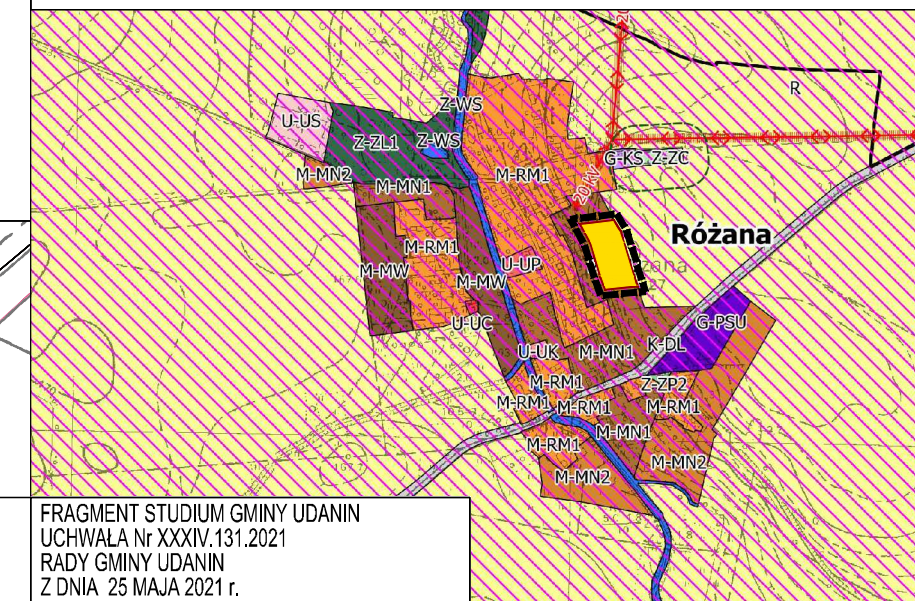 20
R
Z-WS
U-US
Z-ZL1
Z-WS
G-KS
Z-ZC
M-MN2
M-RM1
M-MN1
20 kV
Różana
M-RM1
U-UP
M-MW
M-MW
U-UC
G-PSU
K-DL
U-UK
M-MN1
M-RM1
Z-ZP2
M-RM1
M-RM1
M-RM1
M-MN1
M-RM1
M-MN2
M-MN2
FRAGMENT STUDIUM GMINY UDANIN
UCHWAŁA Nr XXXIV.131.2021
RADY GMINY UDANIN
Z DNIA 25 MAJA 2021 r.